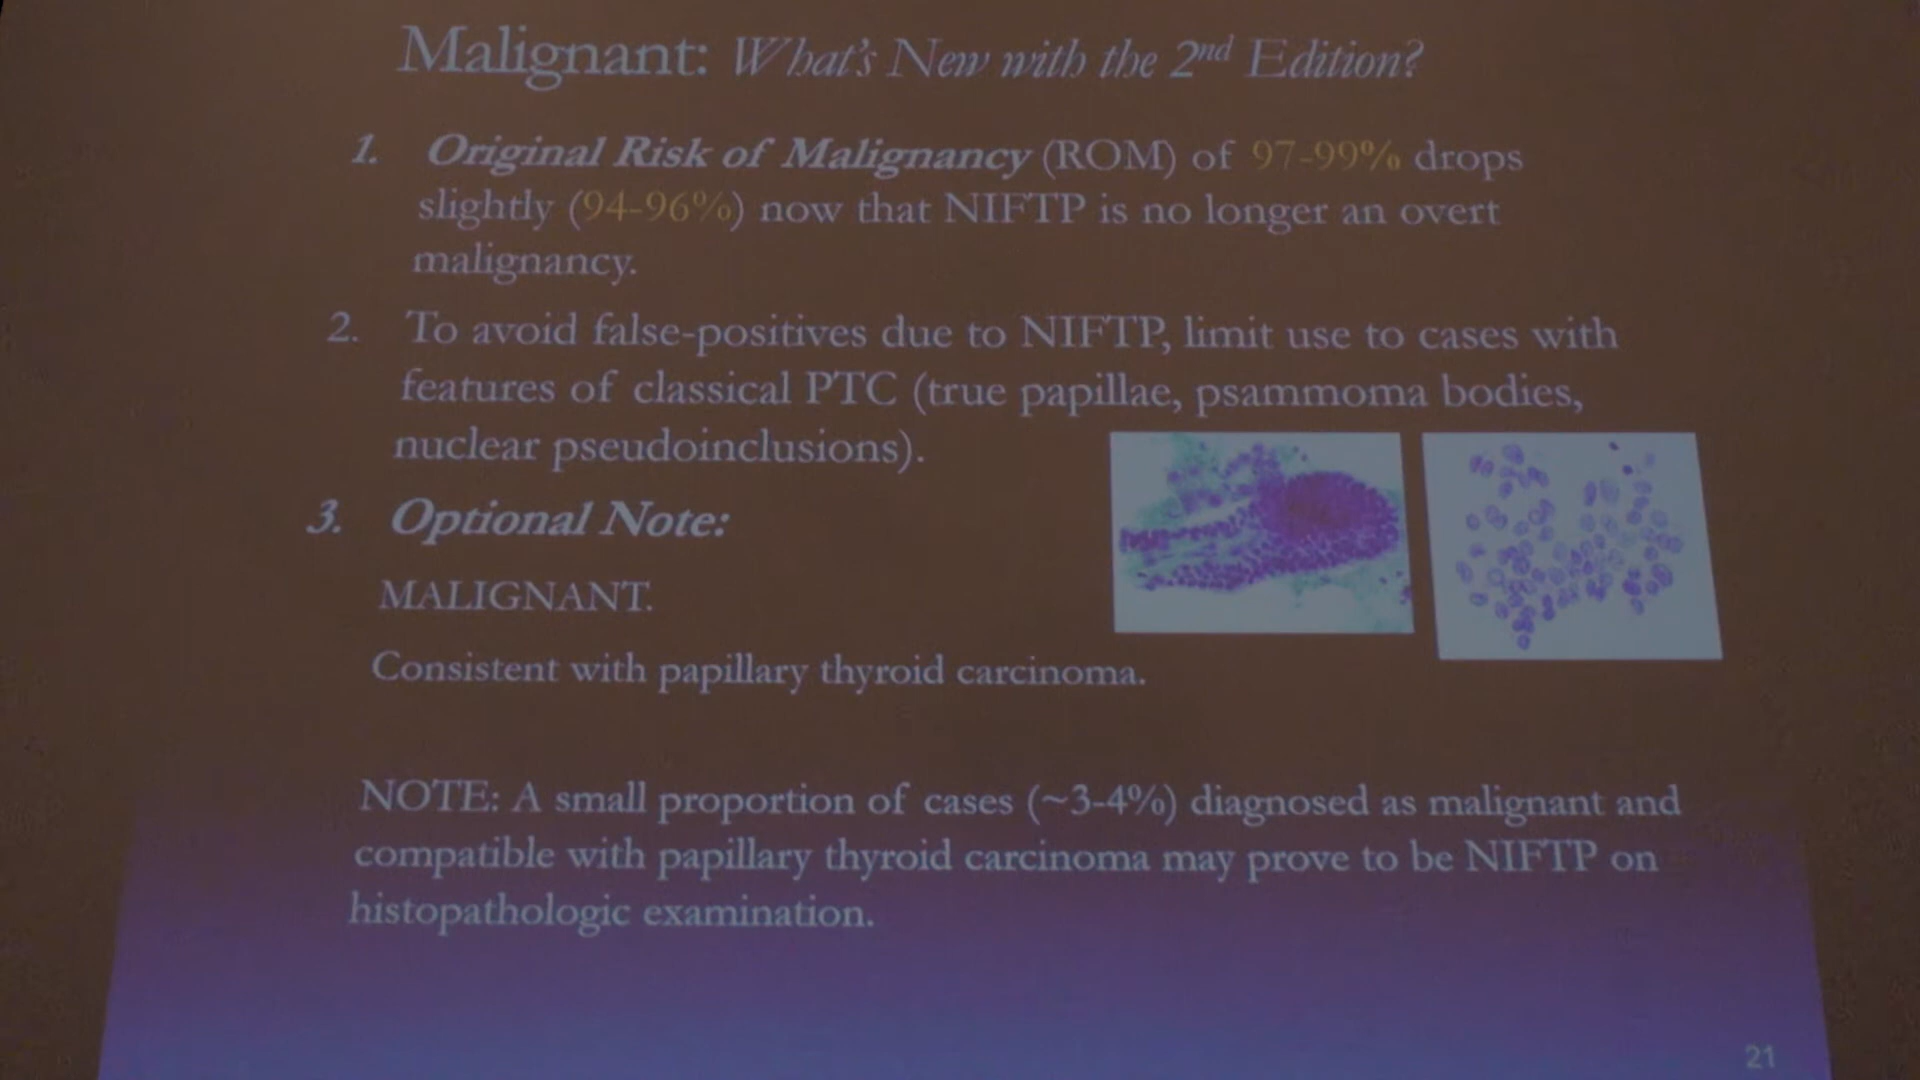 Malignant: What's New with the 2nd Edition?
1. Original Risk of Malignancy (ROM) of 97-99% drops
slightly (94-96%) now that NIFTP is no longer an overt
malignancy.
2. To avoid false-positives due to NIFTP, limit use to cases with
features of classical PTC (true papillae, psammoma bodies,
nuclear pseudoinclusions).
3. Optional Note:
MALIGNANT.
Consistent with papillary thyroid carcinoma.
NOTE: A small proportion of cases (~3-4%) diagnosed as malignant and
compatible with papillary thyroid carcinoma may prove to be NIFTP on
histopathologic examination.
21